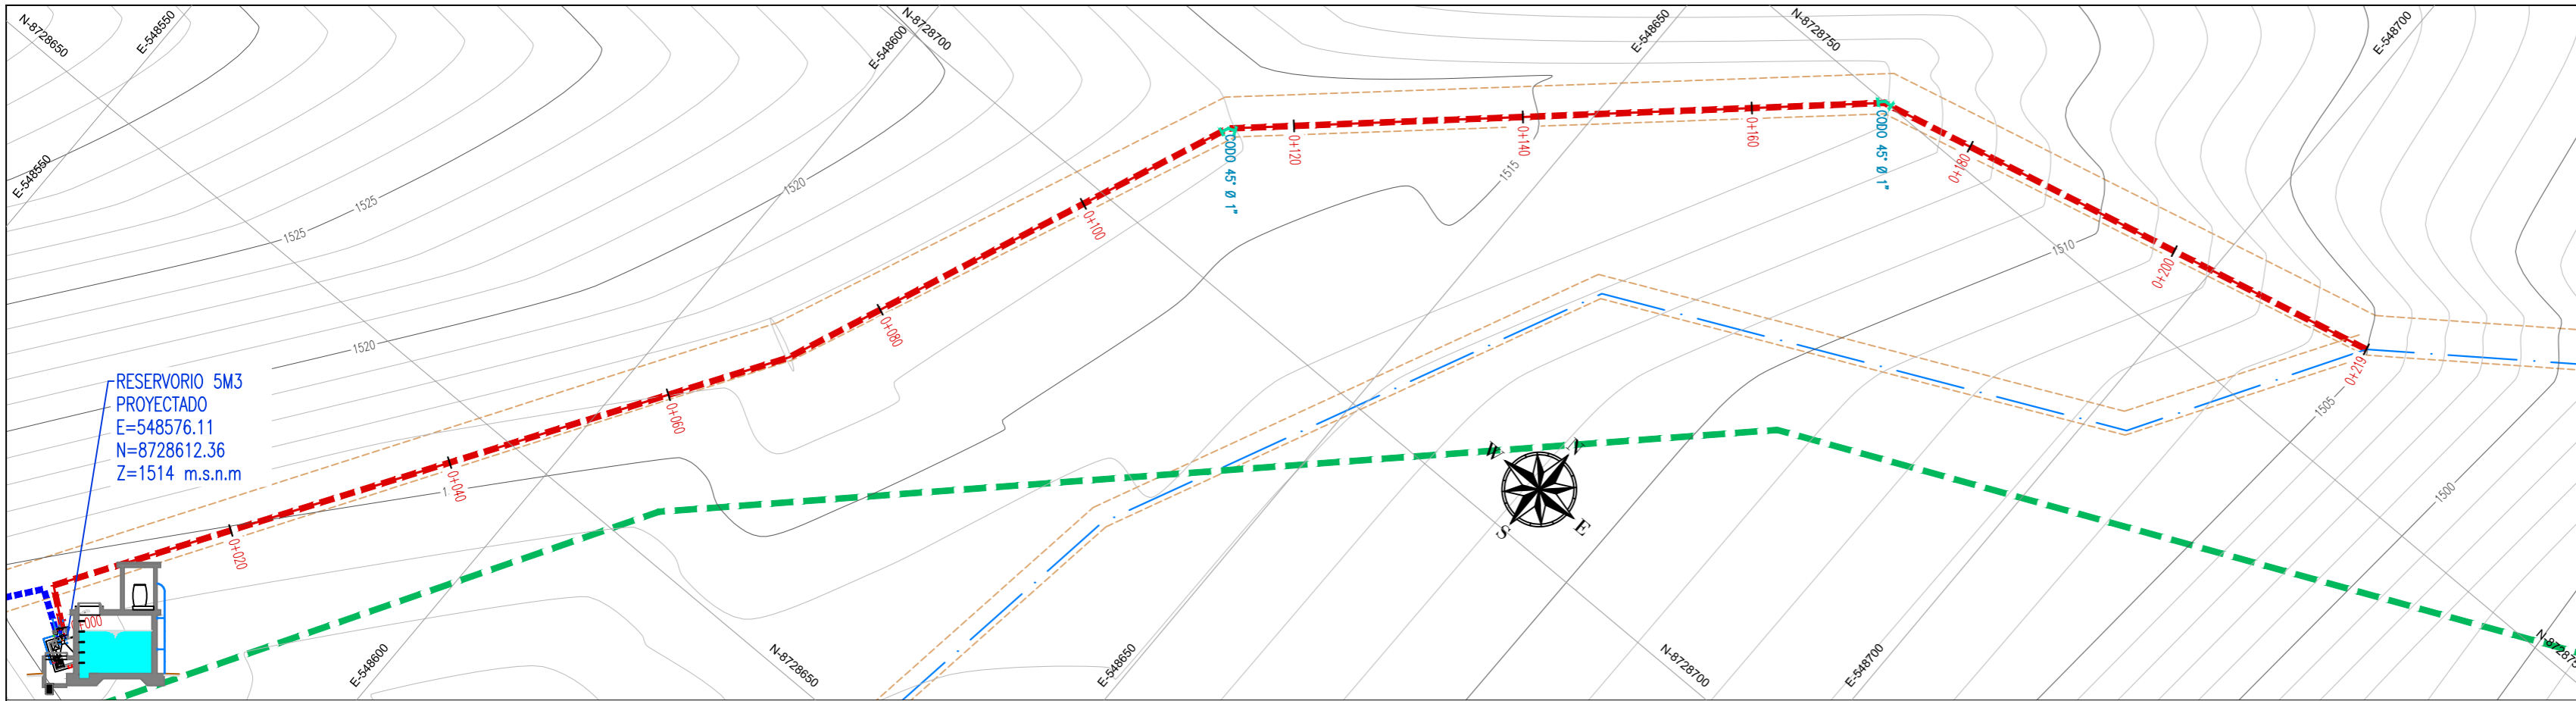 N-8728650
E-548550
E-548600
N-8728700
E-548650
N-8728750
E-548700
E-548550
1525
1525
1520
1520
1515
1510
1505
1500
CODO 45° Ø 1"
CODO 45° Ø 1"
0+000
0+020
0+040
0+060
0+080
0+100
0+120
0+140
0+160
0+180
0+200
0+219
RESERVORIO 5M3
PROYECTADO
E=548576.11
N=8728612.36
Z=1514 m.s.n.m
W
N
S
E
E-548600
N-8728650
E-548650
N-8728700
E-548700